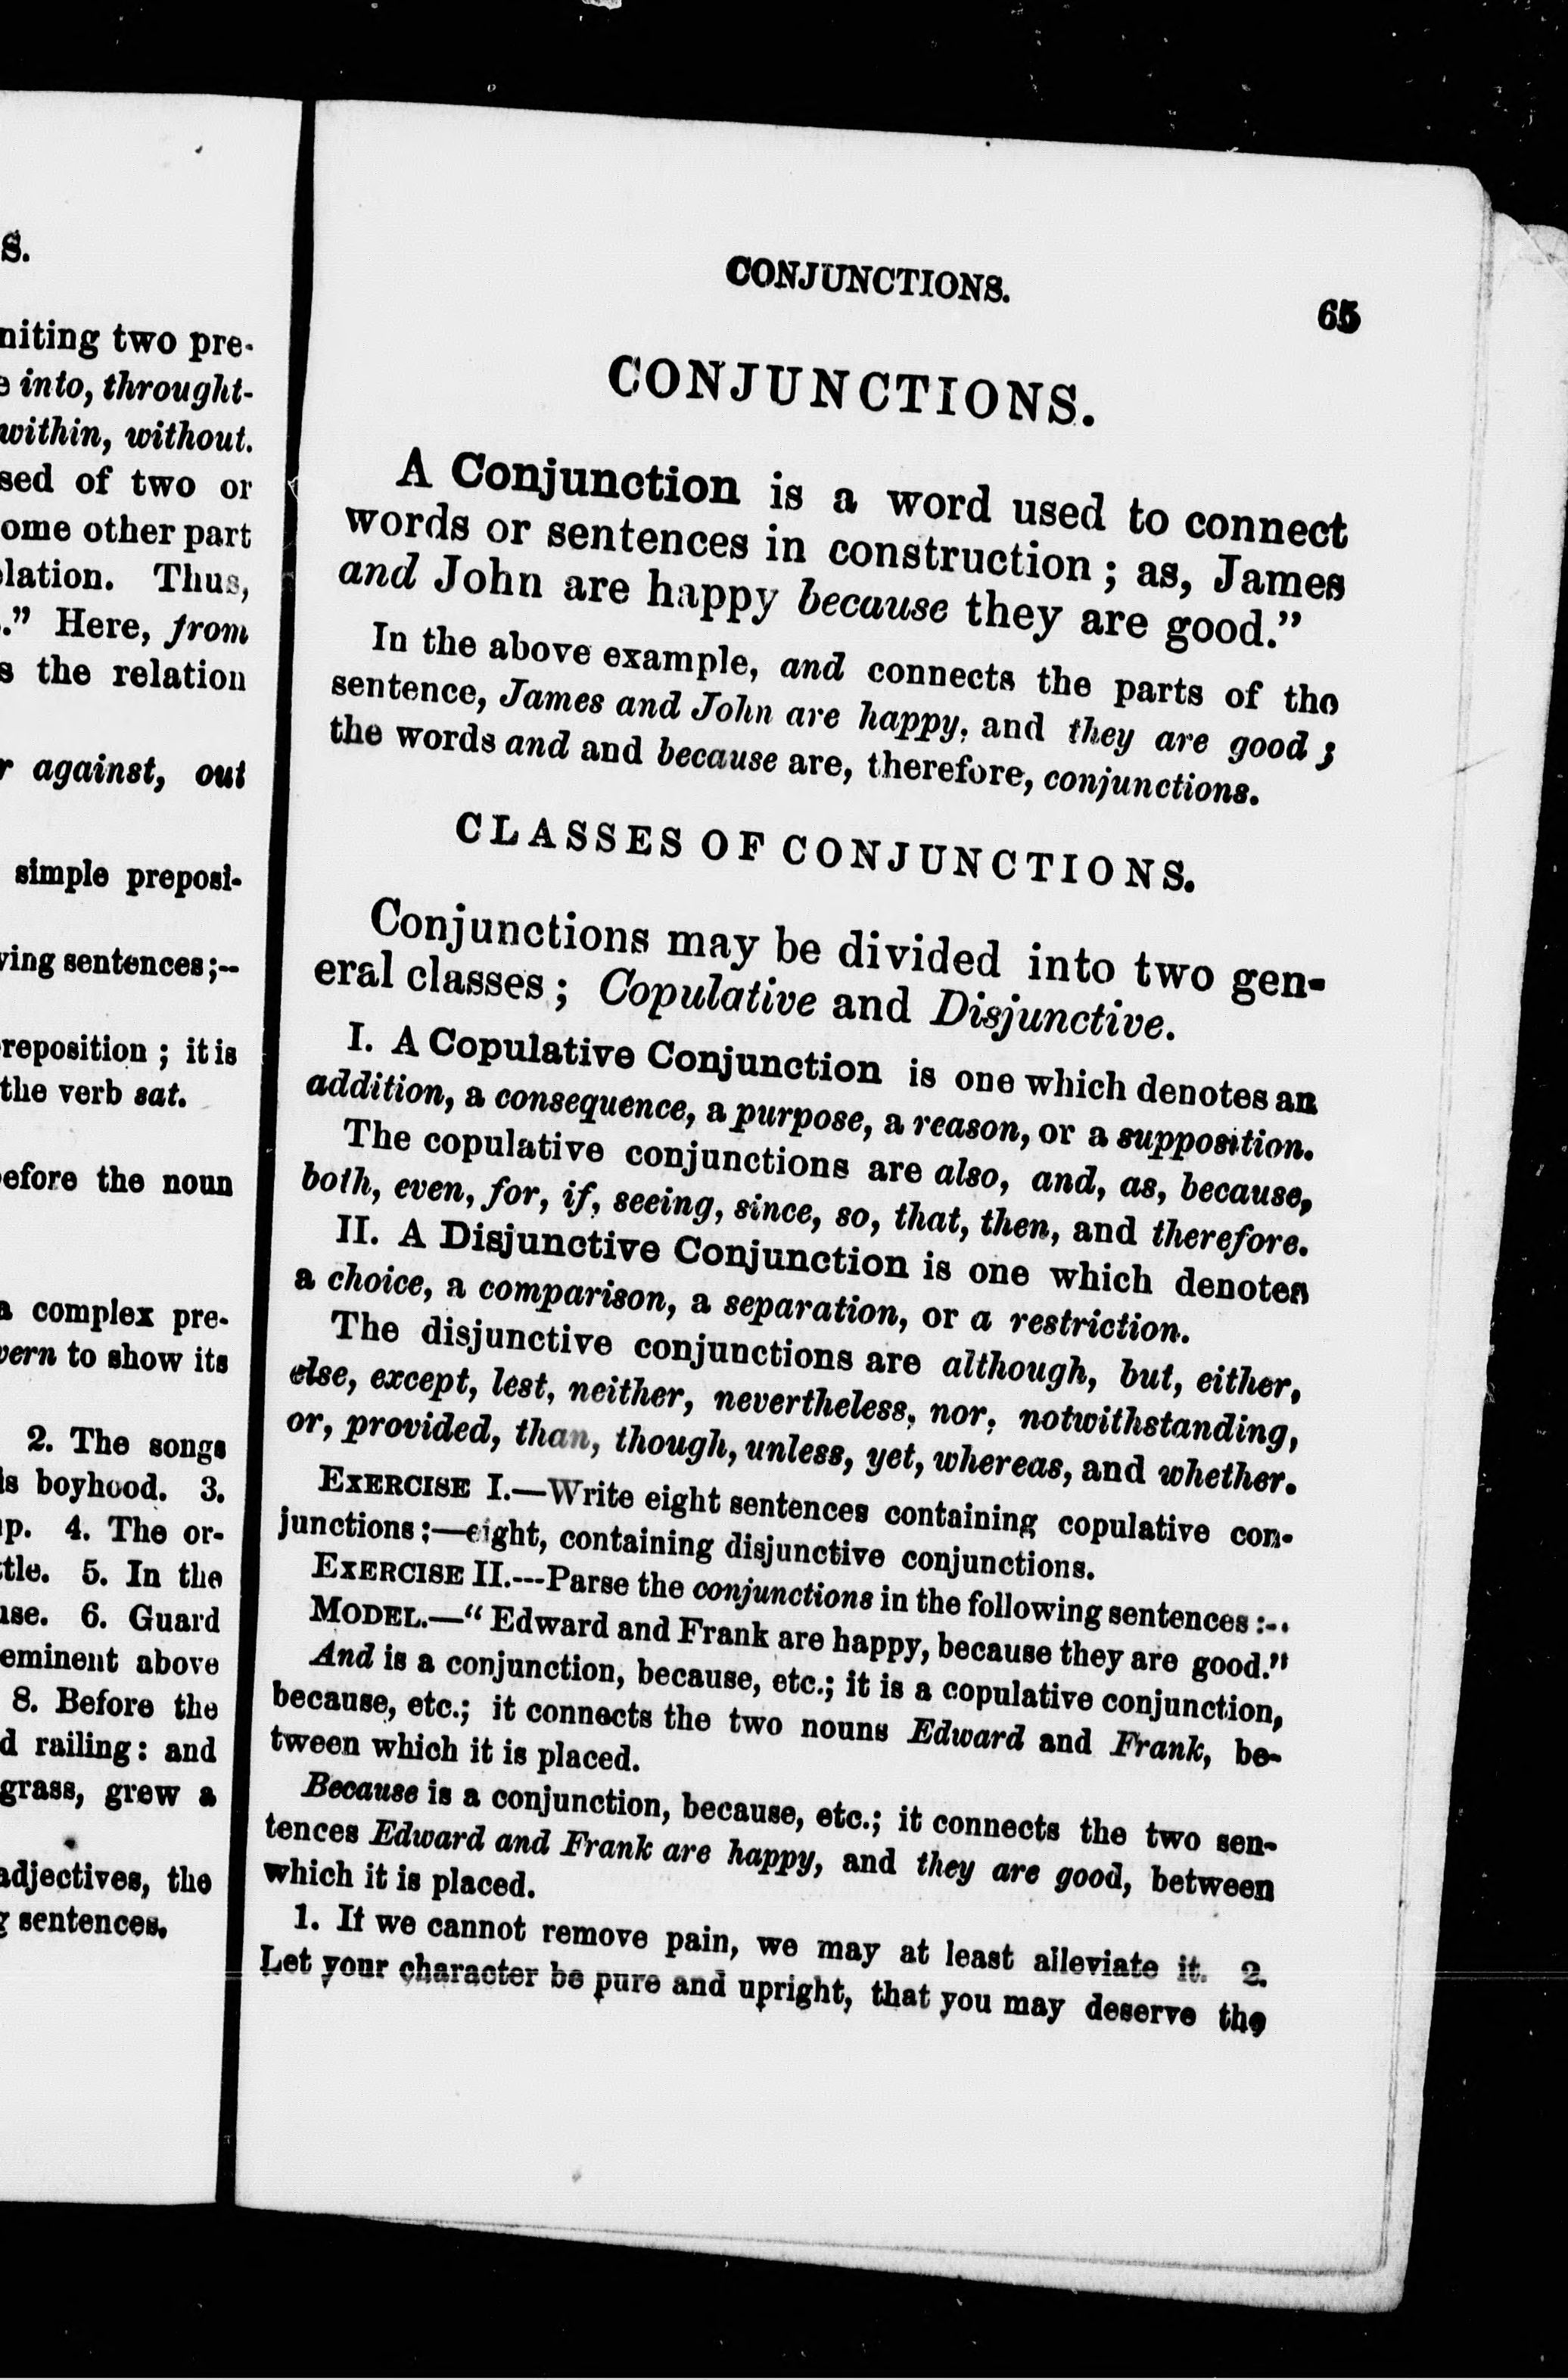 S.
niting two pre-
into, throught-
within, without.
sed of two or
ome other part
lation. Thus,
." Here, from
s the relation
r against, out
simple preposi-
ving sentences;--
reposition ; it is
the verb sat.
efore the noun
a complex pre-
vern to show its
2. The songs
is boyhood. 3.
p. 4. The or-
tle. 5. In the
use. 6. Guard
eminent above
8. Before the
d railing: and
grass, grew a
adjectives, the
g sentences.
CONJUNCTIONS.
65
CONJUNCTIONS.
A Conjunction is a word used to connect
words or sentences in construction ; as, James
and John are happy because they are good."
In the above example, and connects the parts of the
sentence, James and John are happy, and they are good ;
the words and and because are, therefore, conjunctions.
CLASSES OF CONJUNCTIONS.
Conjunctions may be divided into two gen-
eral classes ; Copulative and Disjunctive.
I. A Copulative Conjunction is one which denotes an
addition, a consequence, a purpose, a reason, or a supposition.
The copulative conjunctions are also, and, as, because,
both, even, for, if, seeing, since, so, that, then, and therefore.
II. A Disjunctive Conjunction is one which denotes
a choice, a comparison, a separation, or a restriction.
The disjunctive conjunctions are although, but, either,
else, except, lest, neither, nevertheless, nor, notwithstanding,
or, provided, than, though, unless, yet, whereas, and whether.
EXERCISE I.—Write eight sentences containing copulative con-
junctions ;—eight, containing disjunctive conjunctions.
EXERCISE II.---Parse the conjunctions in the following sentences :--
MODEL.—" Edward and Frank are happy, because they are good."
And is a conjunction, because, etc.; it is a copulative conjunction,
because, etc.; it connects the two nouns Edward and Frank, be-
tween which it is placed.
Because is a conjunction, because, etc.; it connects the two sen-
tences Edward and Frank are happy, and they are good, between
which it is placed.
1. If we cannot remove pain, we may at least alleviate it. 2.
Let your character be pure and upright, that you may deserve the